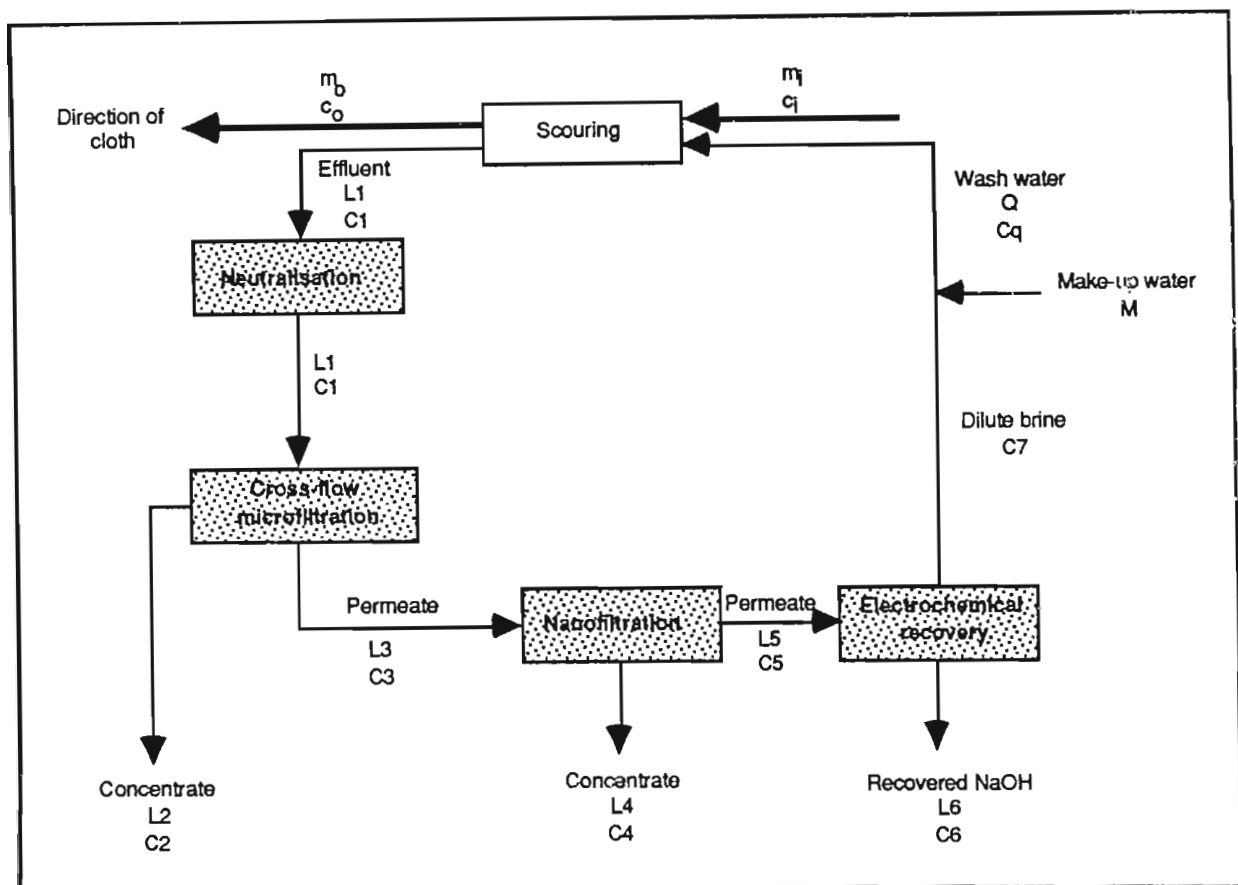 m_o
c_o
m_i
c_i
Direction of
cloth
Scouring
Effluent
L1
C1
Wash water
Q
Cq
Neutralisation
Make-up water
M
L1
C1
Dilute brine
C7
Cross-flow
microfiltration
Permeate
L3
C3
Nanofiltration
Permeate
L5
C5
Electrochemical
recovery
Concentrate
L2
C2
Concentrate
L4
C4
Recovered NaOH
L6
C6